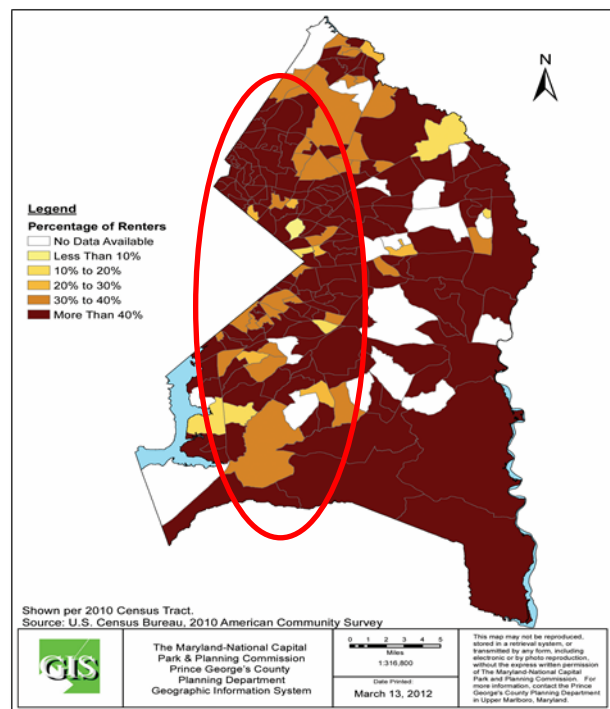 N
Legend
Percentage of Renters
No Data Available
Less Than 10%
10% to 20%
20% to 30%
30% to 40%
More Than 40%
Shown per 2010 Census Tract.
Source: U.S. Census Bureau, 2010 American Community Survey
GIS
The Maryland-National Capital
Park & Planning Commission
Prince George's County
Planning Department
Geographic Information System
0 1 2 3 4 5
Miles
1:316,800
Date Printed:
March 13, 2012
This map may not be reproduced,
stored in a retrieval system, or
transmitted by any form, including
electronic or by photo reproduction,
without the express written permission
of The Maryland-National Capital
Park and Planning Commission. For
more information, contact the Prince
George's County Planning Department
in Upper Marlboro, Maryland.